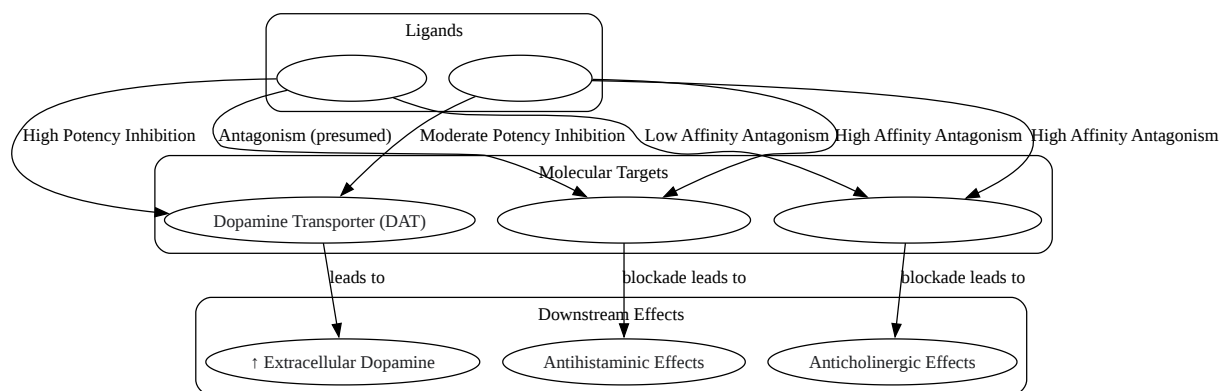 Ligands
High Potency Inhibition
Antagonism (presumed)
Moderate Potency Inhibition
Low Affinity Antagonism
High Affinity Antagonism
High Affinity Antagonism
Molecular Targets
Dopamine Transporter (DAT)
leads to
blockade leads to
blockade leads to
Downstream Effects
↑ Extracellular Dopamine
Antihistaminic Effects
Anticholinergic Effects